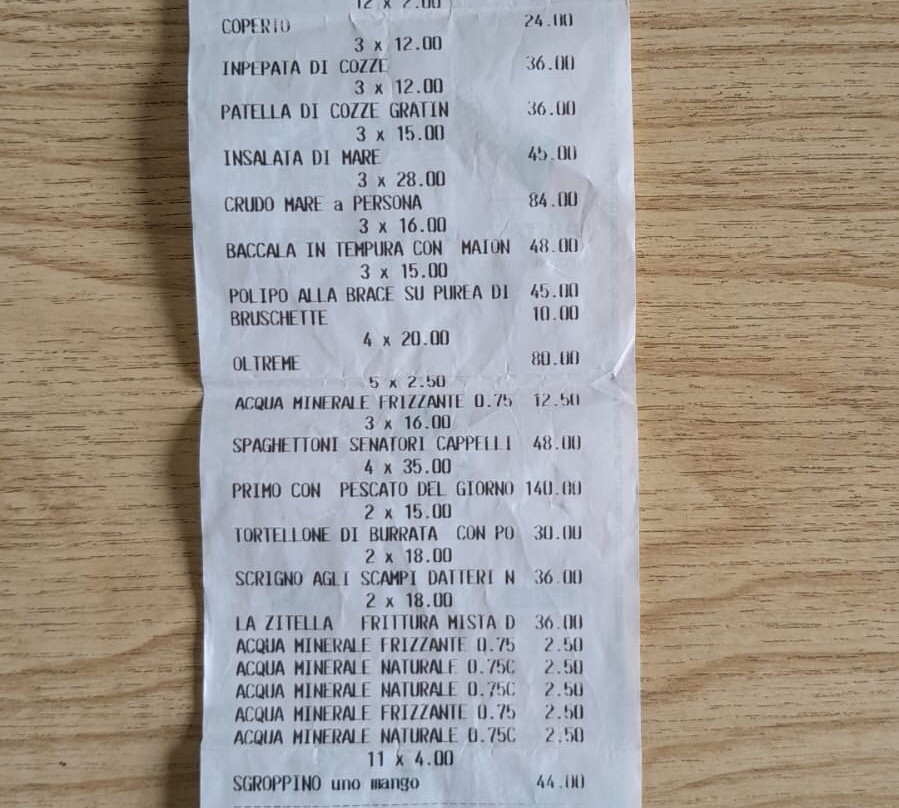 12 x 2.00
COPERTO 24.00
3 x 12.00
INPEPATA DI COZZE 36.00
3 x 12.00
PATELLA DI COZZE GRATIN 36.00
3 x 15.00
INSALATA DI MARE 45.00
3 x 28.00
CRUDO MARE a PERSONA 84.00
3 x 16.00
BACCALA IN TEMPURA CON MAION 48.00
3 x 15.00
POLIPO ALLA BRACE SU PUREA DI 45.00
BRUSCHETTE 10.00
4 x 20.00
OLTREME 80.00
5 x 2.50
ACQUA MINERALE FRIZZANTE 0.75 12.50
3 x 16.00
SPAGHETTONI SENATORI CAPPELLI 48.00
4 x 35.00
PRIMO CON PESCATO DEL GIORNO 140.00
2 x 15.00
TORTELLONE DI BURRATA CON PO 30.00
2 x 18.00
SCRIGNO AGLI SCAMPI DATTERI N 36.00
2 x 18.00
LA ZITELLA FRITTURA MISTA D 36.00
ACQUA MINERALE FRIZZANTE 0.75 2.50
ACQUA MINERALE NATURALE 0.75C 2.50
ACQUA MINERALE NATURALE 0.75C 2.50
ACQUA MINERALE FRIZZANTE 0.75 2.50
ACQUA MINERALE NATURALE 0.75C 2.50
11 x 4.00
SGROPPINO uno mango 44.00